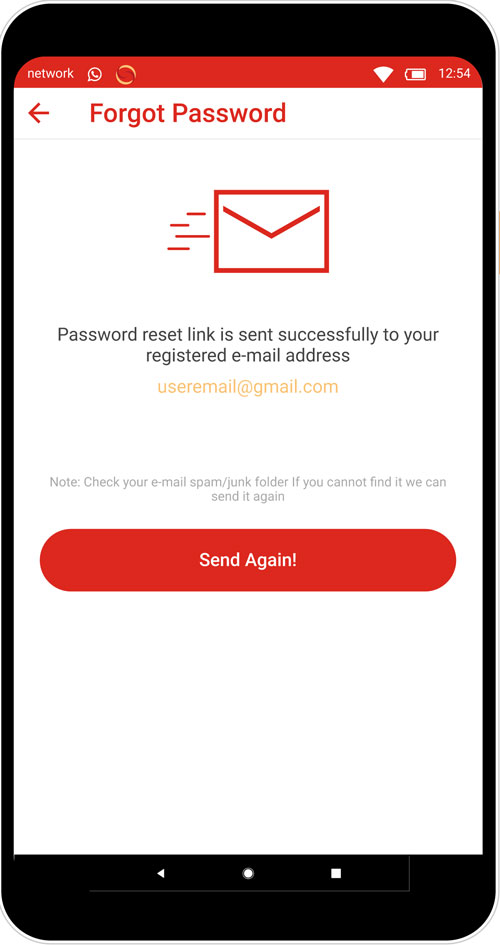 network
12:54
Forgot Password
Password reset link is sent successfully to your
registered e-mail address
useremail@gmail.com
Note: Check your e-mail spam/junk folder If you cannot find it we can
send it again
Send Again!